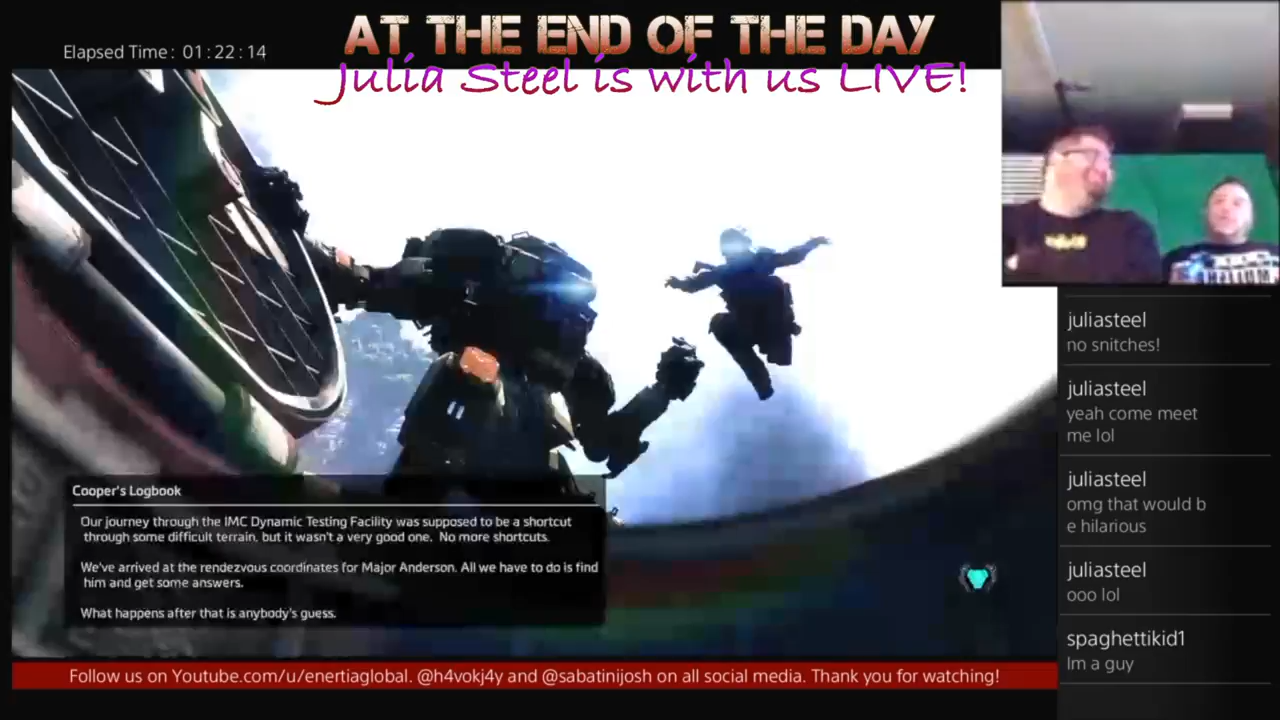 AT THE END OF THE DAY
Elapsed Time: 01:22:14
Julia Steel is with us LIVE!
juliasteel
no snitches!
juliasteel
yeah come meet
me lol
juliasteel
omg that would b
e hilarious
juliasteel
ooo lol
spaghettikid1
Im a guy
Cooper's Logbook
Our journey through the IMC Dynamic Testing Facility was supposed to be a shortcut
through some difficult terrain, but it wasn't a very good one. No more shortcuts.
We've arrived at the rendezvous coordinates for Major Anderson. All we have to do is find
him and get some answers.
What happens after that is anybody's guess.
Follow us on Youtube.com/u/enertiaglobal. @h4vokj4y and @sabatinijosh on all social media. Thank you for watching!